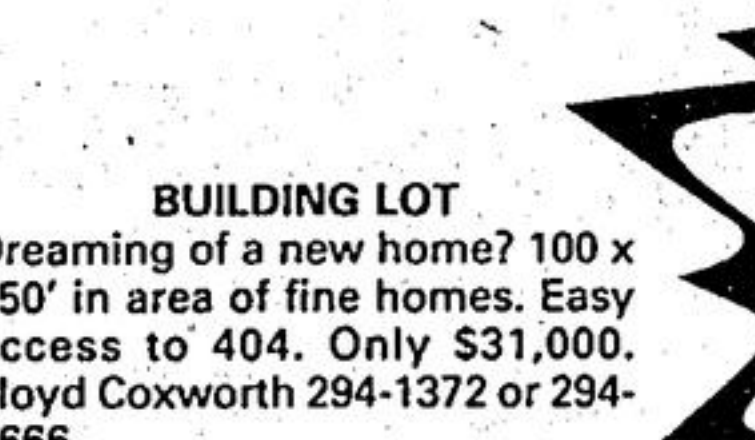 BUILDING LOT
reaming of a new home? 100 x
50' in area of fine homes. Easy
ccess to 404. Only $31,000.
loyd Coxworth 294-1372 or 294-
666